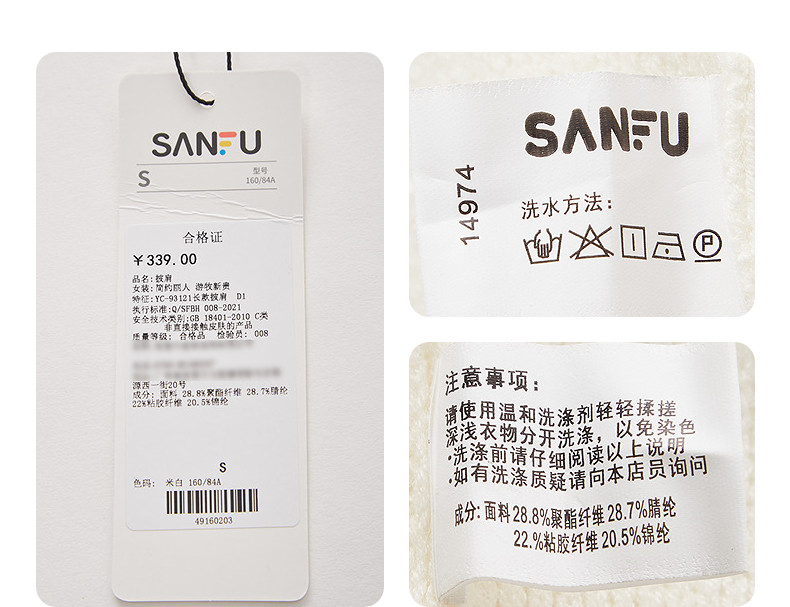 SANFU
S
型号
160/84A
合格证
￥339.00
品名:披肩
女装:简约丽人 游牧新贵
特征:YC-93121长款披肩 D1
执行标准:Q/SFBH 008-2021
安全技术类别:GB 18401-2010 C类
非直接接触皮肤的产品
质量等级: 合格品 检验员: 008
源西一街20号
成分: 面料 28.8%聚酯纤维 28.7%腈纶
22%粘胶纤维 20.5%锦纶
S
色码: 米白 160/84A
49160203
SANFU
14974
洗水方法:
P
注意事项:
请使用温和洗涤剂轻轻揉搓
深浅衣物分开洗涤, 以免染色
·洗涤前请仔细阅读以上说明
·如有洗涤质疑请向本店员询问
成分: 面料28.8%聚酯纤维28.7%腈纶
22.%粘胶纤维20.5%锦纶